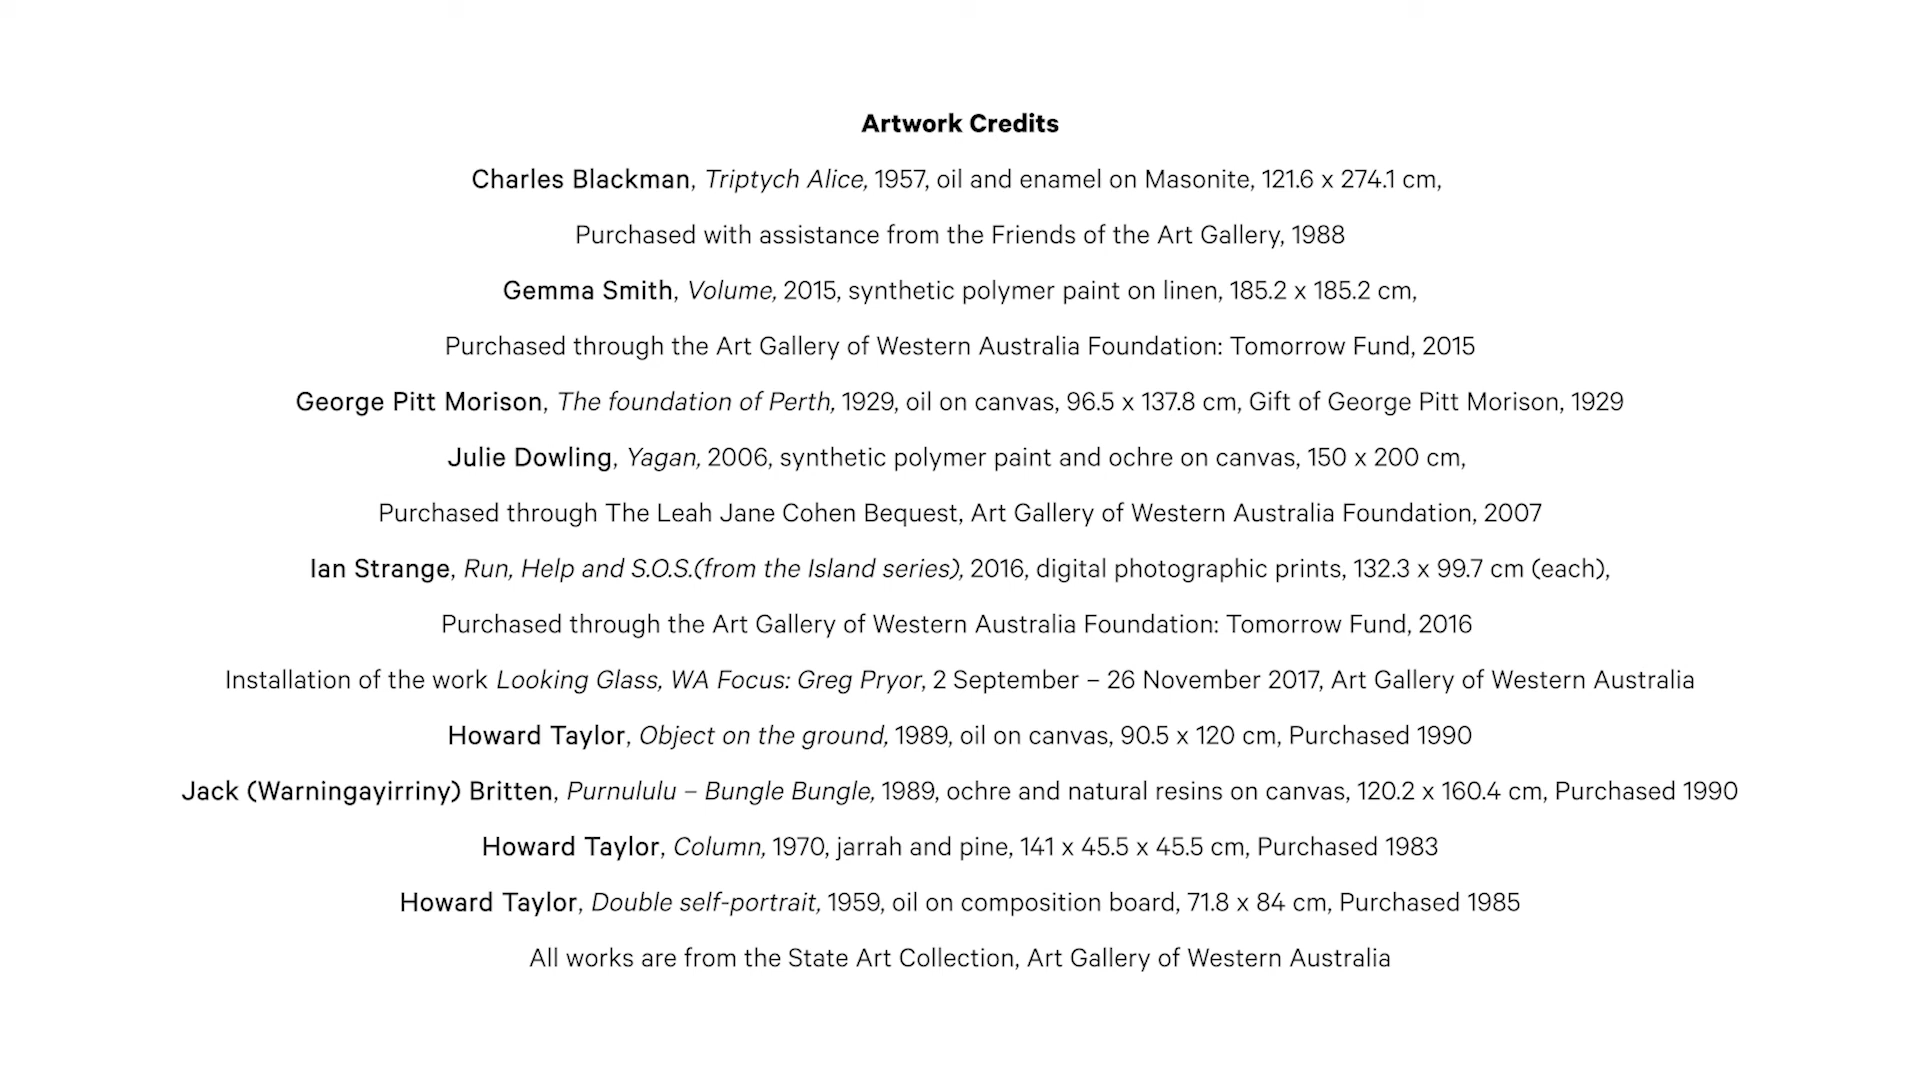 Artwork Credits
Charles Blackman, Triptych Alice, 1957, oil and enamel on Masonite, 121.6 x 274.1 cm,
Purchased with assistance from the Friends of the Art Gallery, 1988
Gemma Smith, Volume, 2015, synthetic polymer paint on linen, 185.2 x 185.2 cm,
Purchased through the Art Gallery of Western Australia Foundation: Tomorrow Fund, 2015
George Pitt Morison, The foundation of Perth, 1929, oil on canvas, 96.5 x 137.8 cm, Gift of George Pitt Morison, 1929
Julie Dowling, Yagan, 2006, synthetic polymer paint and ochre on canvas, 150 x 200 cm,
Purchased through The Leah Jane Cohen Bequest, Art Gallery of Western Australia Foundation, 2007
Ian Strange, Run, Help and S.O.S.(from the Island series), 2016, digital photographic prints, 132.3 x 99.7 cm (each),
Purchased through the Art Gallery of Western Australia Foundation: Tomorrow Fund, 2016
Installation of the work Looking Glass, WA Focus: Greg Pryor, 2 September – 26 November 2017, Art Gallery of Western Australia
Howard Taylor, Object on the ground, 1989, oil on canvas, 90.5 x 120 cm, Purchased 1990
Jack (Warningayirriny) Britten, Purnululu – Bungle Bungle, 1989, ochre and natural resins on canvas, 120.2 x 160.4 cm, Purchased 1990
Howard Taylor, Column, 1970, jarrah and pine, 141 x 45.5 x 45.5 cm, Purchased 1983
Howard Taylor, Double self-portrait, 1959, oil on composition board, 71.8 x 84 cm, Purchased 1985
All works are from the State Art Collection, Art Gallery of Western Australia